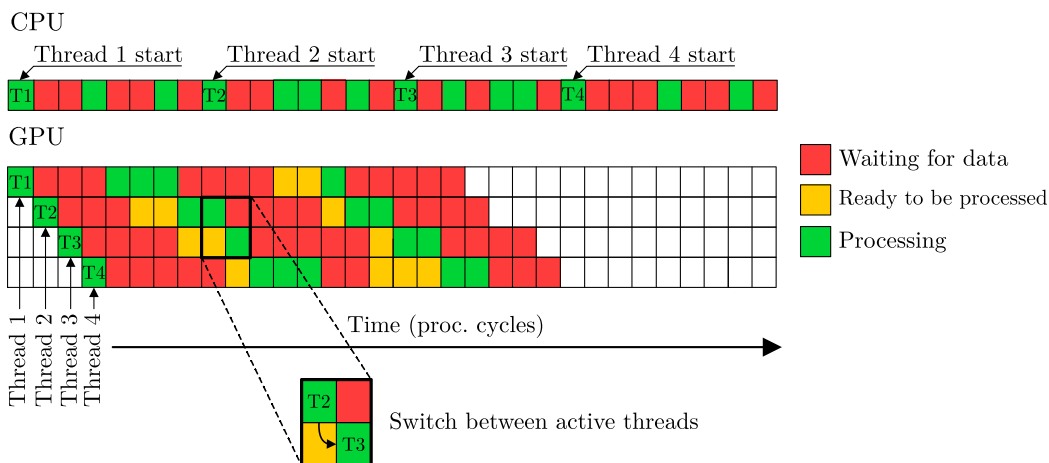 CPU
Thread 1 start
Thread 2 start
Thread 3 start
Thread 4 start
T1
T2
T3
T4
GPU
T1
T2
T3
T4
Waiting for data
Ready to be processed
Processing
Thread 1
Thread 2
Thread 3
Thread 4
Time (proc. cycles)
T2
T3
Switch between active threads